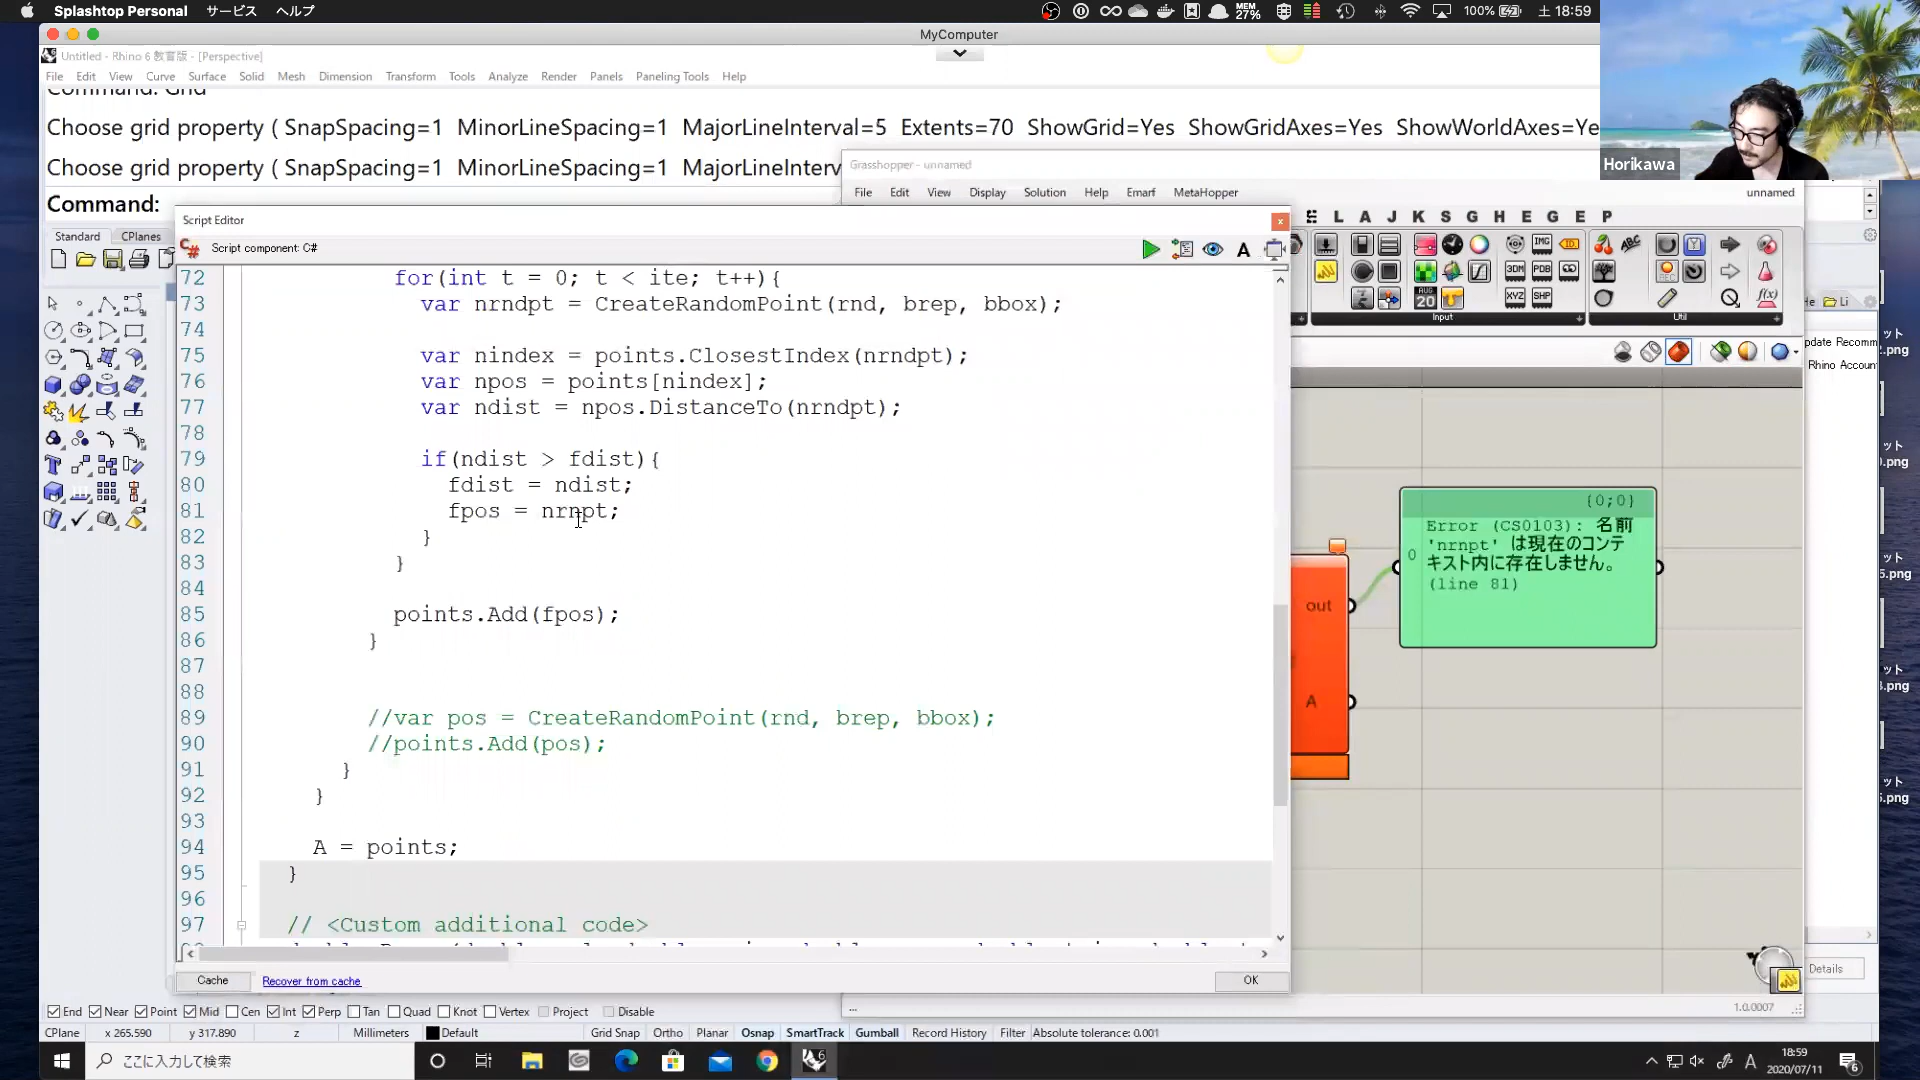 Splashtop Personal サービス ヘルプ
MEM 27% 100% 土 18:59
MyComputer
Untitled - Rhino 6 教育版 - [Perspective]
File Edit View Curve Surface Solid Mesh Dimension Transform Tools Analyze Render Panels Paneling Tools Help
Command: Grid
Choose grid property ( SnapSpacing=1 MinorLineSpacing=1 MajorLineInterval=5 Extents=70 ShowGrid=Yes ShowGridAxes=Yes ShowWorldAxes=Ye
Choose grid property ( SnapSpacing=1 MinorLineSpacing=1 MajorLineInterv
Command:
Horikawa
Grasshopper - unnamed
File Edit View Display Solution Help Emarf MetaHopper unnamed
Standard CPlanes
Script Editor
Script component: C#
E L A J K S G H E G E P
Input
Util
72 for(int t = 0; t < ite; t++){
73 var nrndpt = CreateRandomPoint(rnd, brep, bbox);
74
75 var nindex = points.ClosestIndex(nrndpt);
76 var npos = points[nindex];
77 var ndist = npos.DistanceTo(nrndpt);
78
79 if(ndist > fdist){
80 fdist = ndist;
81 fpos = nrnpt;
82 }
83 }
84
85 points.Add(fpos);
86 }
87
88
89 //var pos = CreateRandomPoint(rnd, brep, bbox);
90 //points.Add(pos);
91 }
92 }
94 A = points;
95 }
96
97 // <Custom additional code>
Cache Recover from cache OK
{0;0}
0 Error (CS0103): 名前
'nrnpt' は現在のコンテ
キスト内に存在しません。
(line 81)
out
A
He Li
pdate Recomm
Rhino Accoun
Details
1.0.0007
End Near Point Mid Cen Int Perp Tan Quad Knot Vertex Project Disable
CPlane x 265.590 y 317.890 z Millimeters Default Grid Snap Ortho Planar Osnap SmartTrack Gumball Record History Filter Absolute tolerance: 0.001
ここに入力して検索
A 18:59
2020/07/11
6